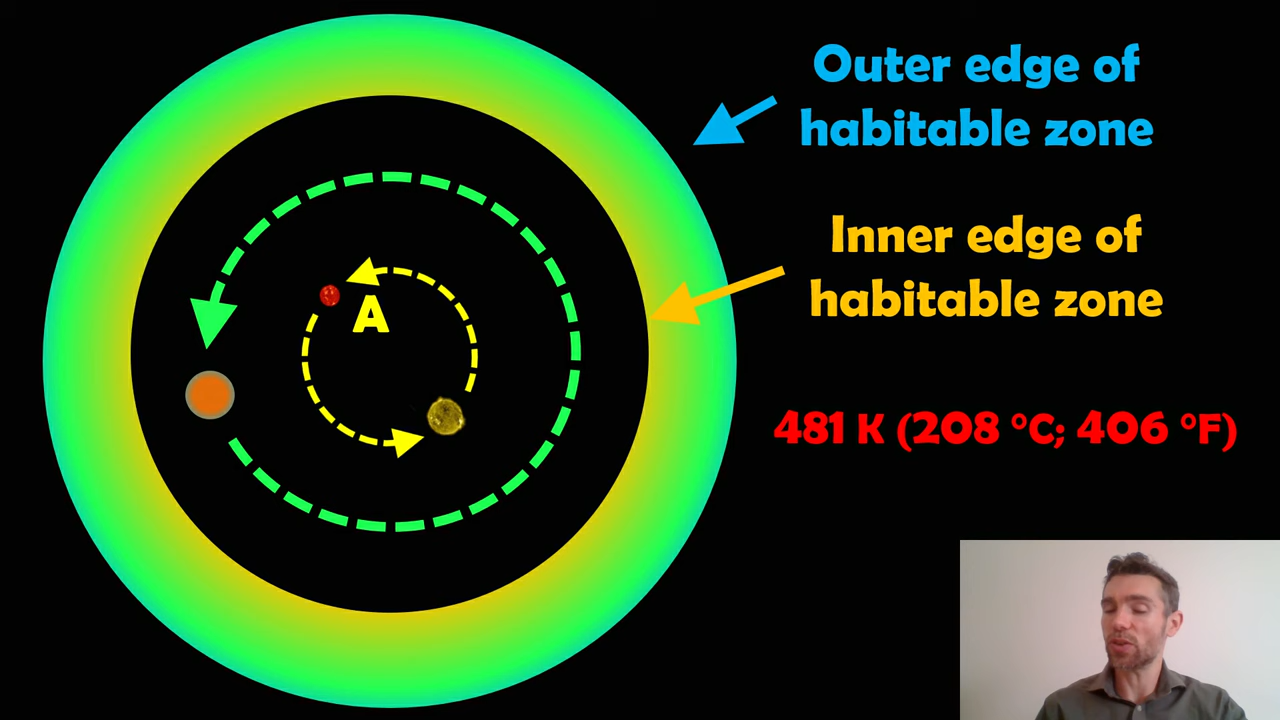 Outer edge of
habitable zone
Inner edge of
habitable zone
A
481 K (208 °C; 406 °F)